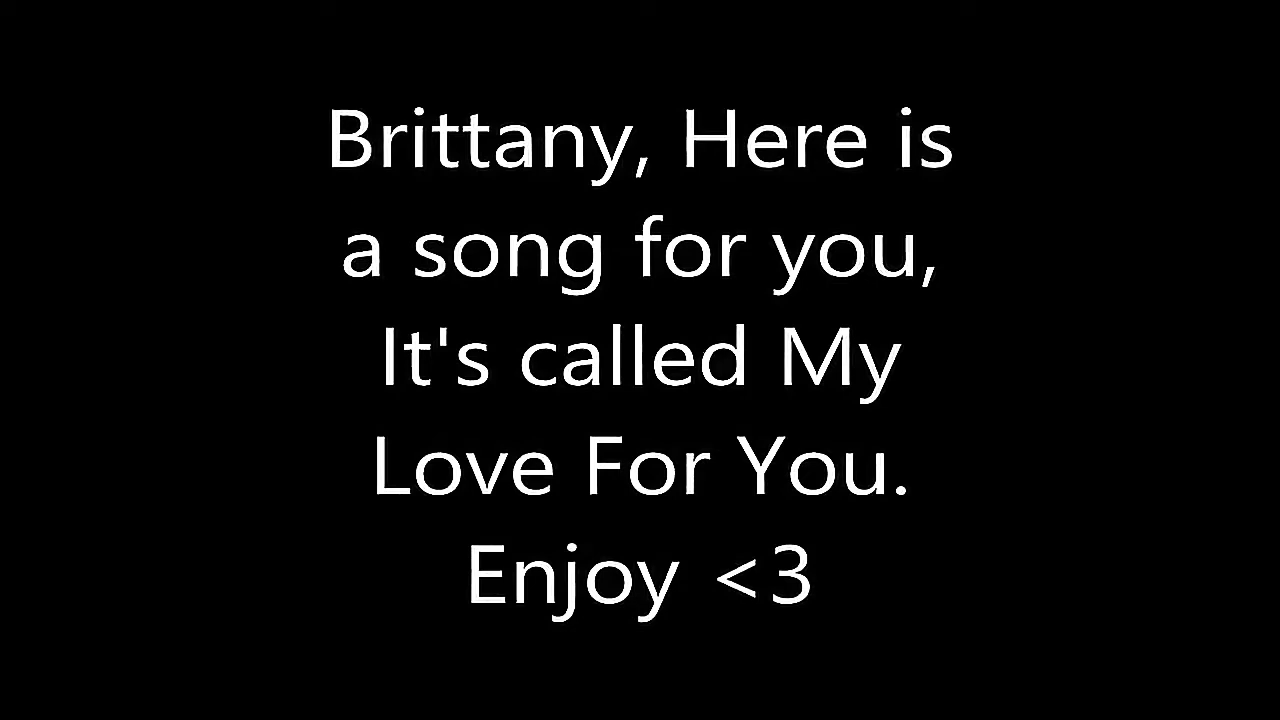 Brittany, Here is
a song for you,
It's called My
Love For You.
Enjoy <3